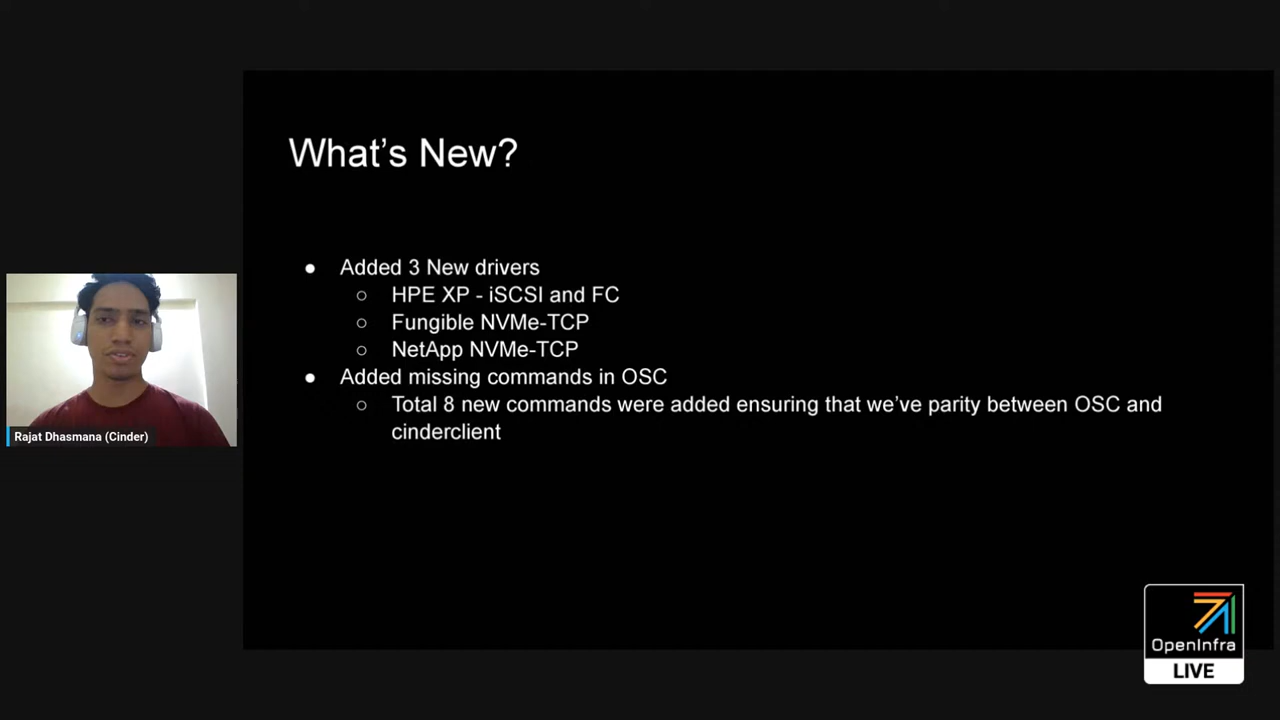 What's New?
● Added 3 New drivers
○ HPE XP - iSCSI and FC
○ Fungible NVMe-TCP
○ NetApp NVMe-TCP
● Added missing commands in OSC
○ Total 8 new commands were added ensuring that we've parity between OSC and
cinderclient
Rajat Dhasmana (Cinder)
OpenInfra
LIVE